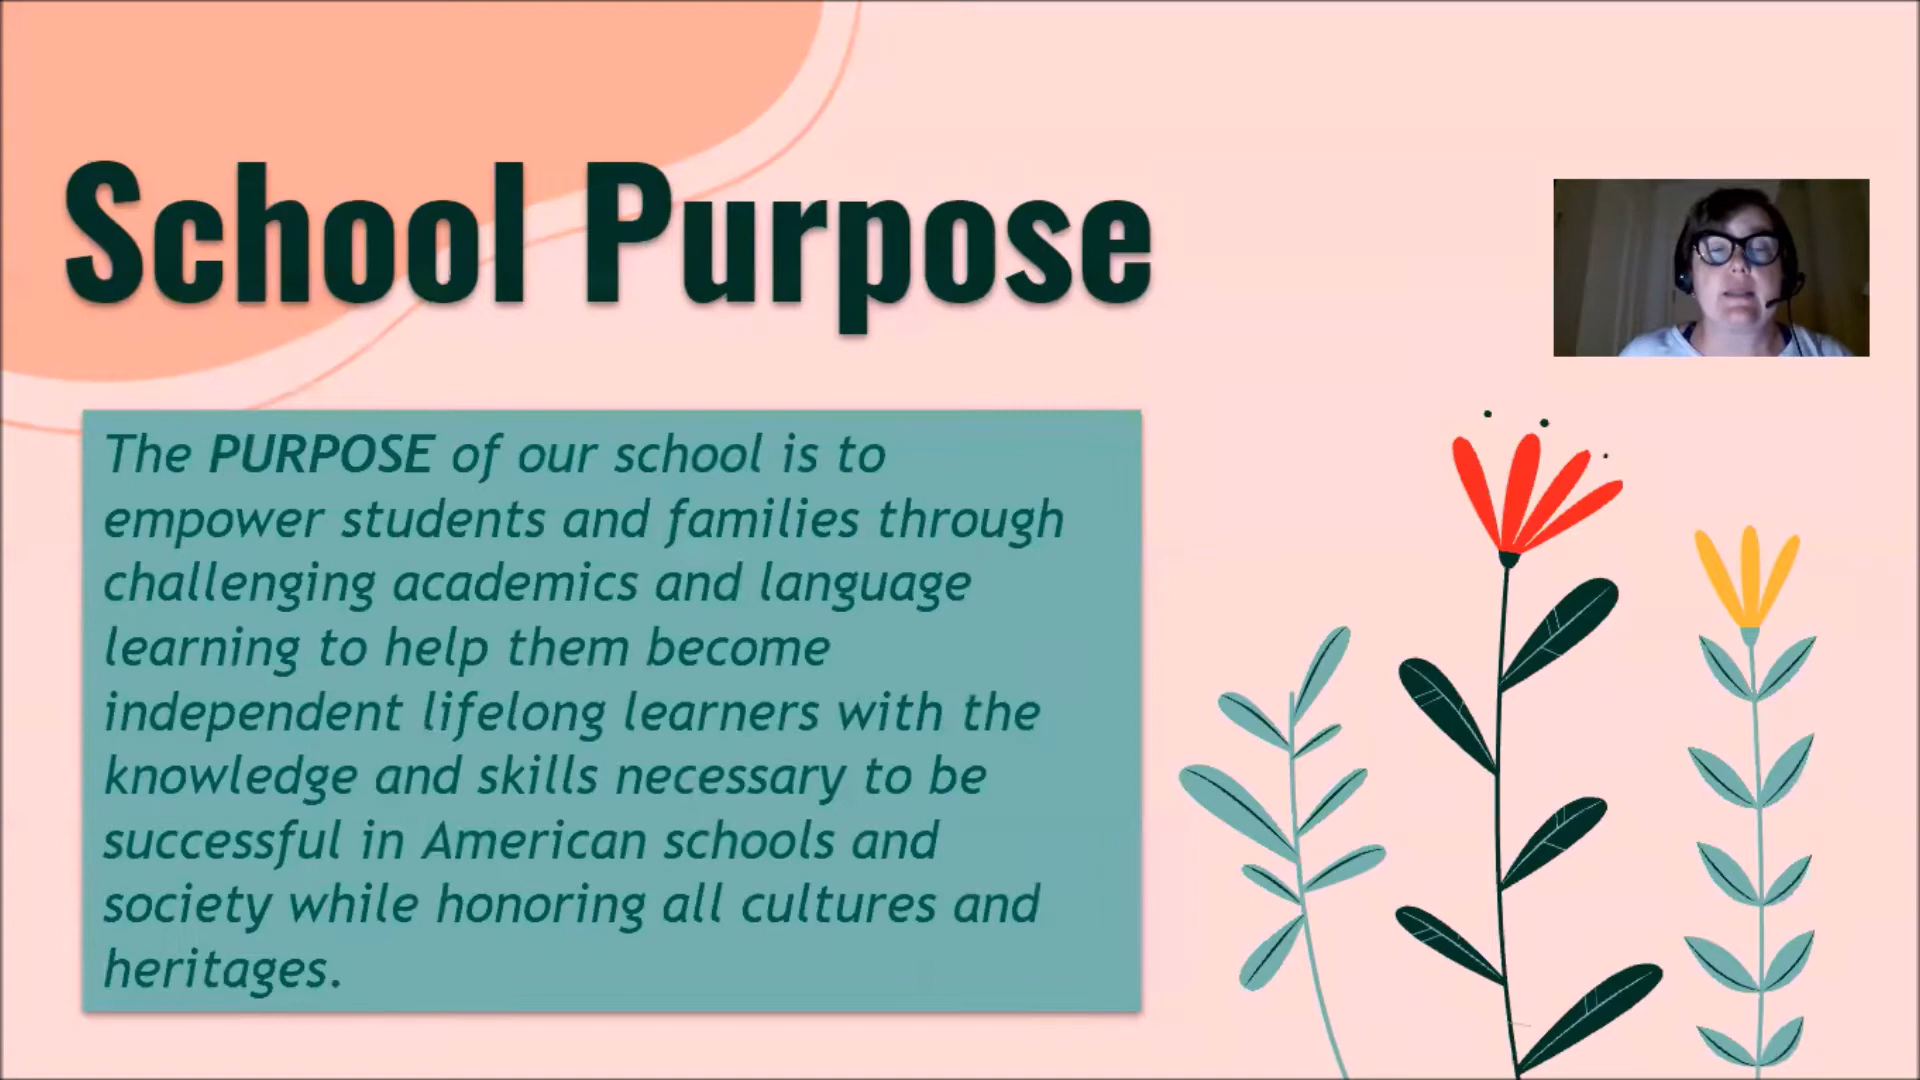 School Purpose
The PURPOSE of our school is to
empower students and families through
challenging academics and language
learning to help them become
independent lifelong learners with the
knowledge and skills necessary to be
successful in American schools and
society while honoring all cultures and
heritages.